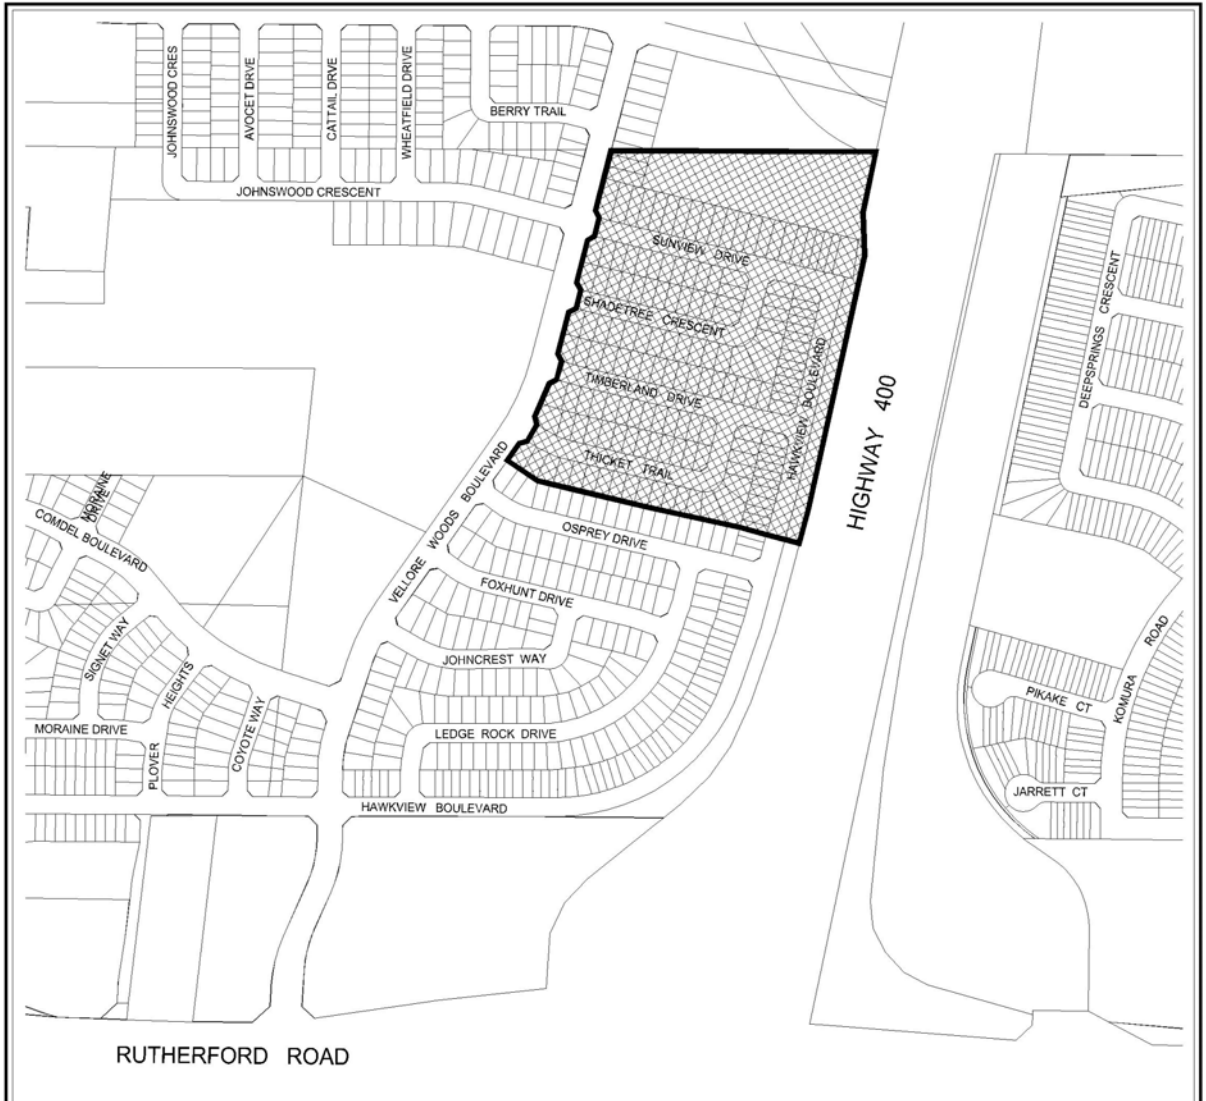 JOHNSWOOD CRES
AVOCET DRVE
CATTAIL DRVE
WHEATFIELD DRIVE
BERRY TRAIL
JOHNSWOOD CRESCENT
SUNVIEW DRIVE
SHADETREE CRESCENT
TIMBERLAND DRIVE
THICKET TRAIL
HAWKVIEW BOULEVARD
HIGHWAY 400
DEEPSPRINGS CRESCENT
MORAINE
DRIVE
COMDEL BOULEVARD
VELLORE WOODS BOULEVARD
OSPREY DRIVE
FOXHUNT DRIVE
JOHNCREST WAY
SIGNET WAY
PLOVER HEIGHTS
COYOTE WAY
MORAINE DRIVE
LEDGE ROCK DRIVE
HAWKVIEW BOULEVARD
KOMURA ROAD
PIKAKE CT
JARRETT CT
RUTHERFORD ROAD